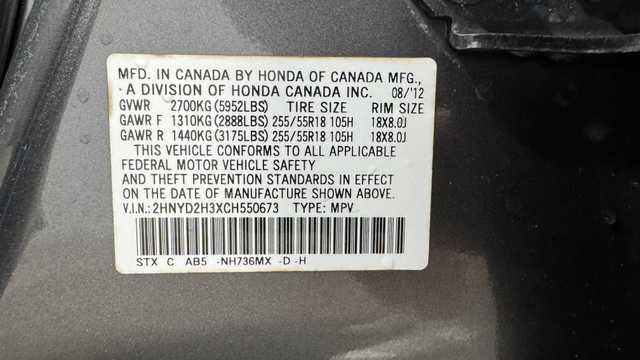 MFD. IN CANADA BY HONDA OF CANADA MFG.,
A DIVISION OF HONDA CANADA INC. 08/'12
GVWR 2700KG(5952LBS) TIRE SIZE RIM SIZE
GAWR F 1310KG(2888LBS) 255/55R18 105H 18X8.0J
GAWR R 1440KG(3175LBS) 255/55R18 105H 18X8.0J
THIS VEHICLE CONFORMS TO ALL APPLICABLE
FEDERAL MOTOR VEHICLE SAFETY
AND THEFT PREVENTION STANDARDS IN EFFECT
ON THE DATE OF MANUFACTURE SHOWN ABOVE.
V.I.N.: 2HNYD2H3XCH550673 TYPE: MPV
STX C AB5 -NH736MX -D -H